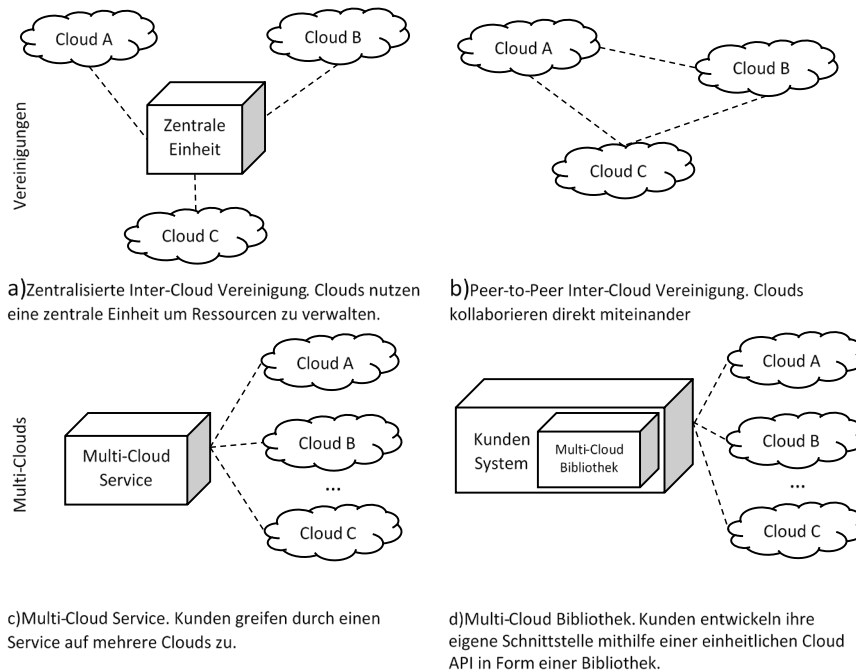 Vereinigungen
Cloud A
Cloud B
Zentrale
Einheit
Cloud C
a)Zentralisierte Inter-Cloud Vereinigung. Clouds nutzen
eine zentrale Einheit um Ressourcen zu verwalten.
Cloud A
Cloud B
Cloud C
b)Peer-to-Peer Inter-Cloud Vereinigung. Clouds
kollaborieren direkt miteinander
Multi-Clouds
Multi-Cloud
Service
Cloud A
Cloud B
...
Cloud C
c)Multi-Cloud Service. Kunden greifen durch einen
Service auf mehrere Clouds zu.
Kunden
System
Multi-Cloud
Bibliothek
Cloud A
Cloud B
...
Cloud C
d)Multi-Cloud Bibliothek. Kunden entwickeln ihre
eigene Schnittstelle mithilfe einer einheitlichen Cloud
API in Form einer Bibliothek.